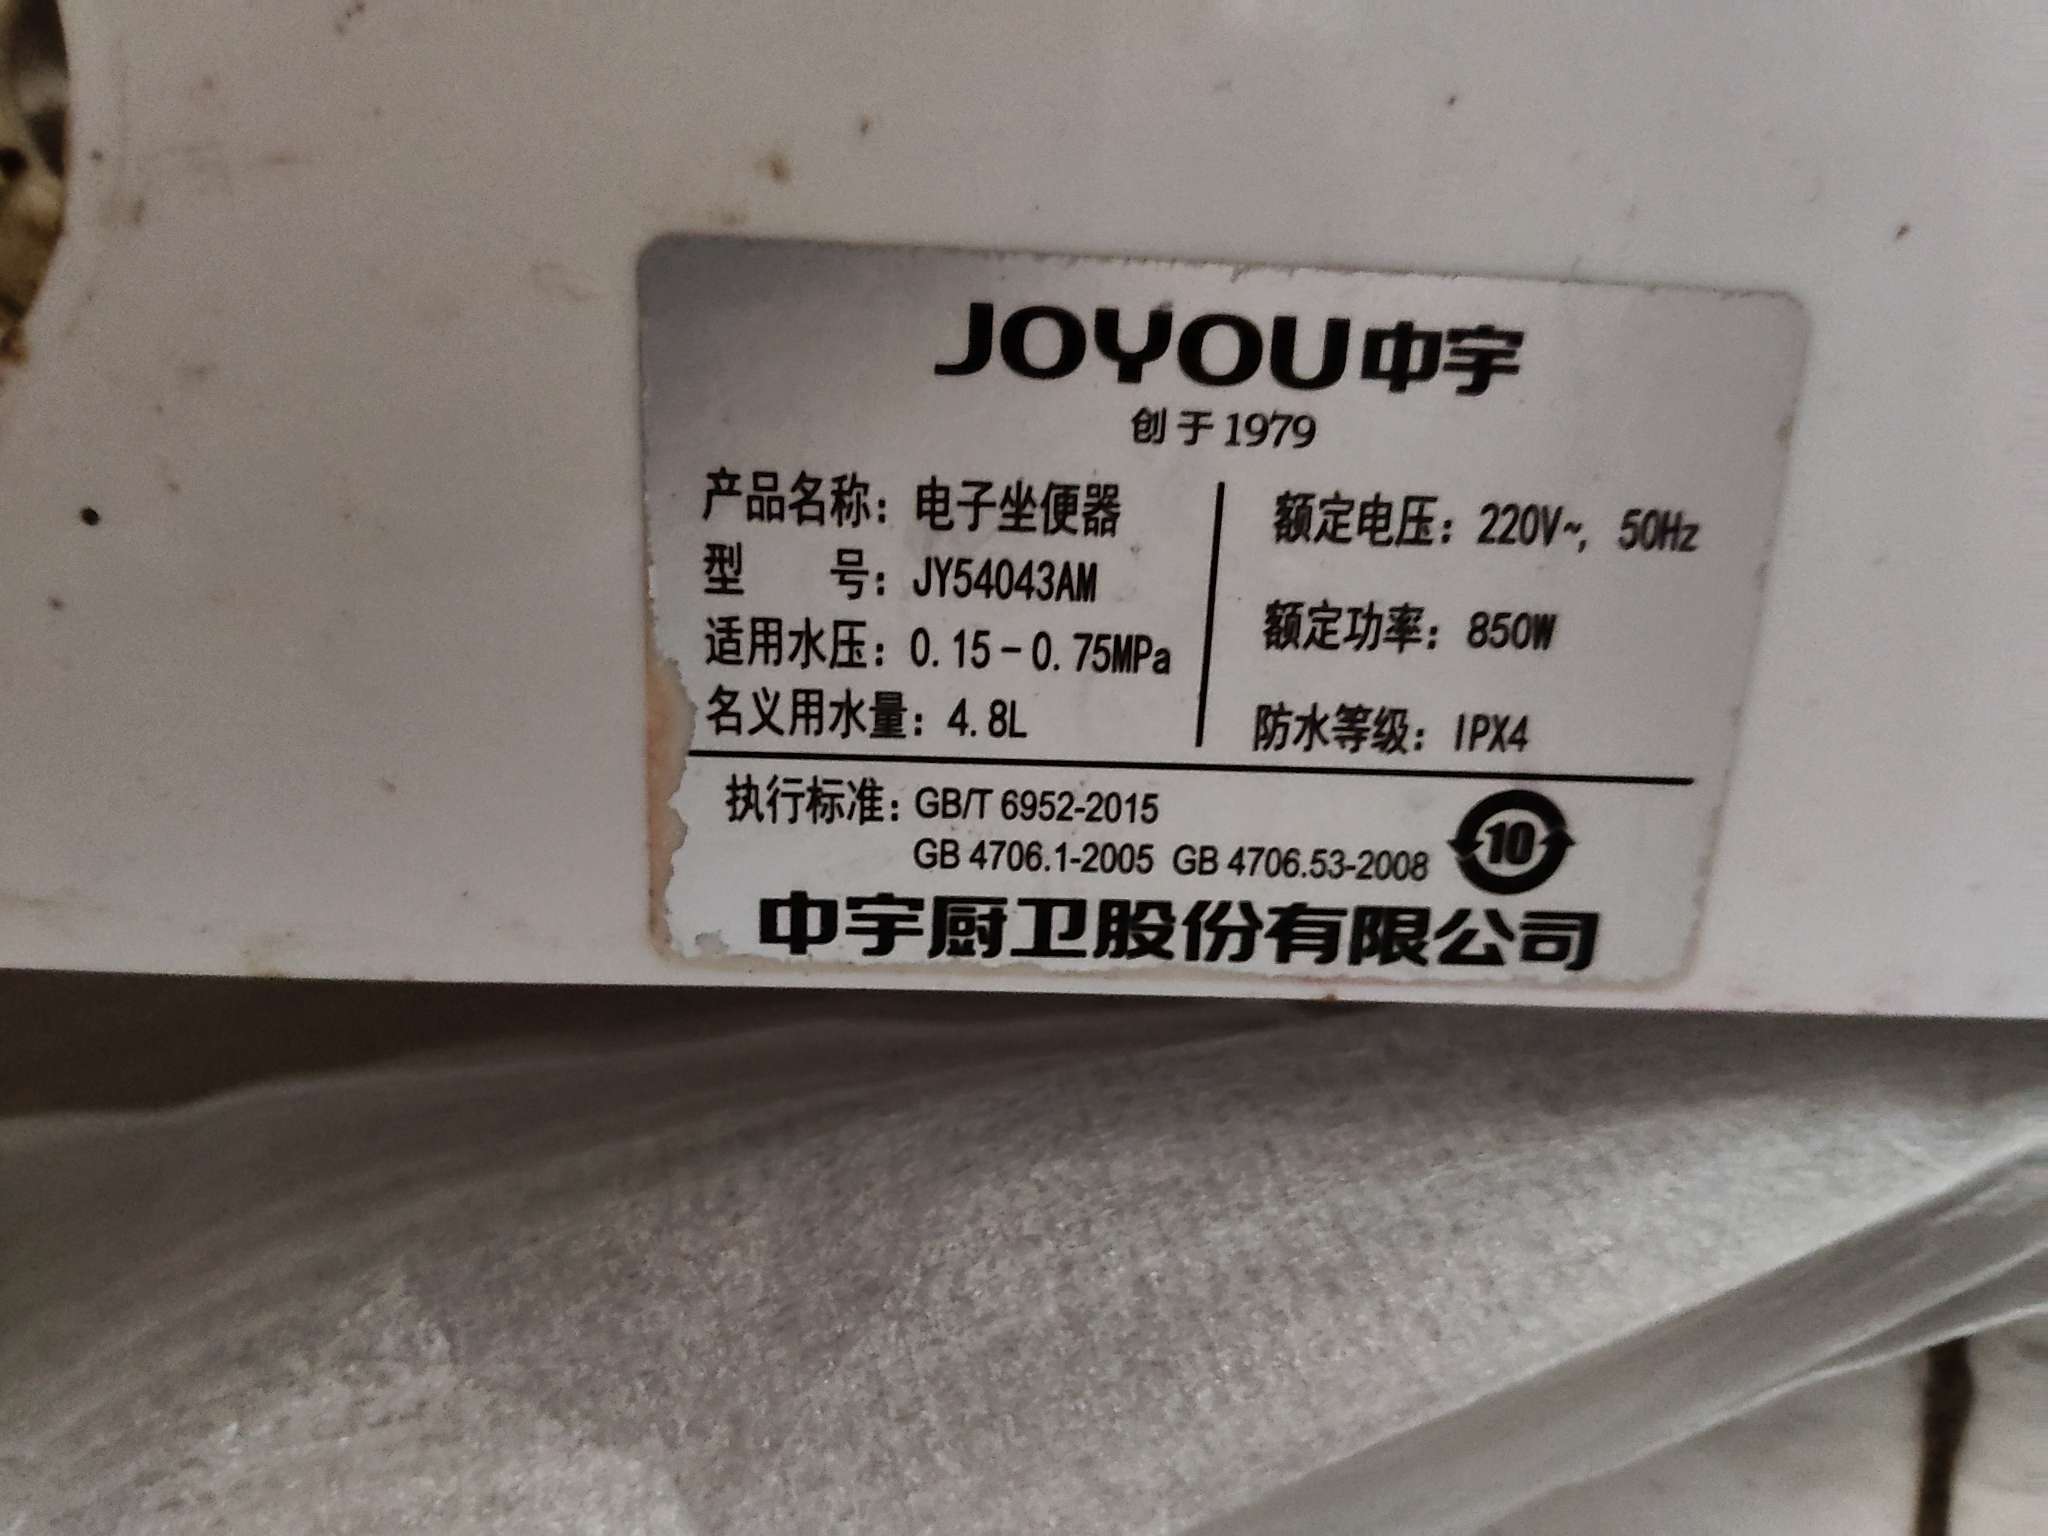 JOYOU中宇
创于1979
产品名称：电子坐便器
型 号：JY54043AM
适用水压：0.15-0.75MPa
名义用水量：4.8L
额定电压：220V~, 50Hz
额定功率：850W
防水等级：IPX4
执行标准：GB/T 6952-2015
GB 4706.1-2005 GB 4706.53-2008
10
中宇厨卫股份有限公司